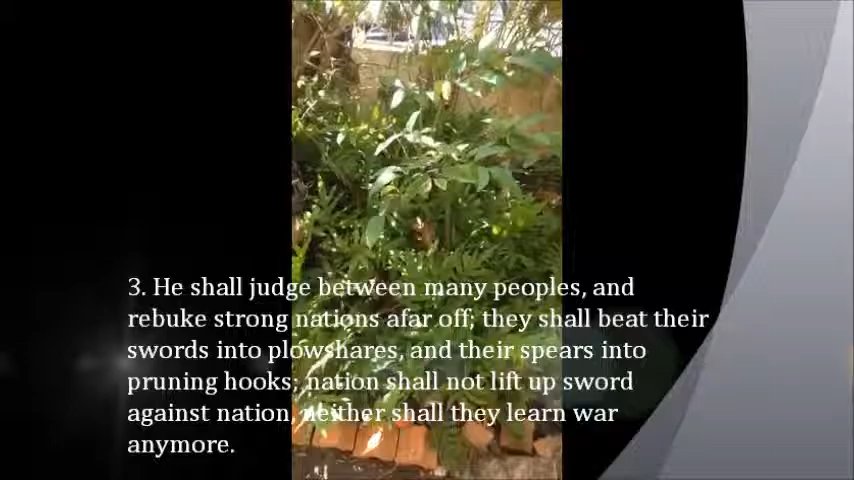 3. He shall judge between many peoples, and
rebuke strong nations afar off; they shall beat their
swords into plowshares, and their spears into
pruning hooks; nation shall not lift up sword
against nation, neither shall they learn war
anymore.